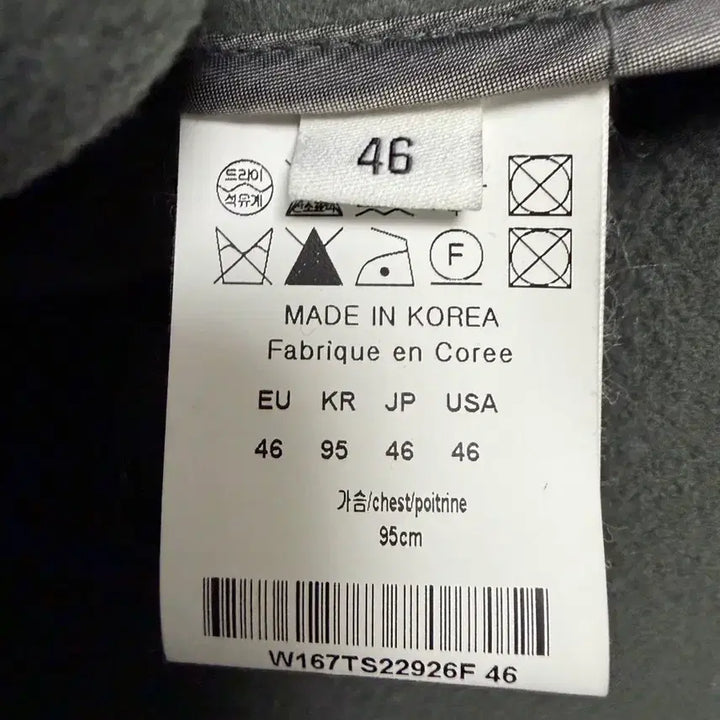 46
드라이
석유계
F
MADE IN KOREA
Fabrique en Coree
EU KR JP USA
46 95 46 46
가슴/chest/poitrine
95cm
W167TS22926F 46